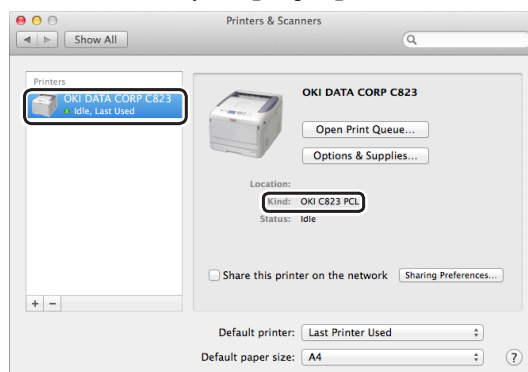 Printers & Scanners
Show All
Printers
OKI DATA CORP C823
Idle, Last Used
OKI DATA CORP C823
Open Print Queue...
Options & Supplies...
Location:
Kind: OKI C823 PCL
Status: Idle
Share this printer on the network Sharing Preferences...
+ −
Default printer: Last Printer Used
Default paper size: A4 ?